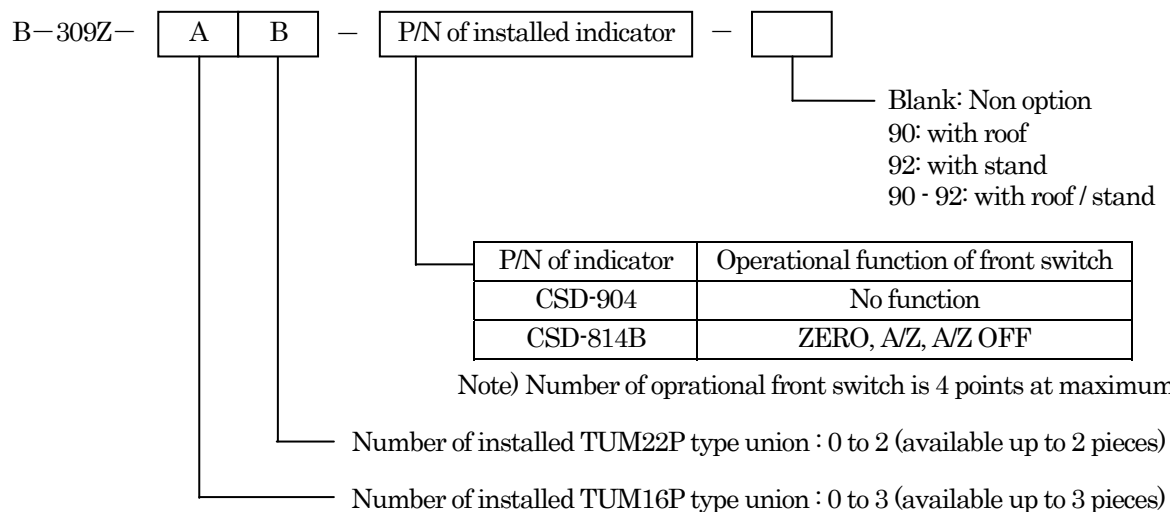 B-309Z- A B - P/N of installed indicator -
Blank: Non option
90: with roof
92: with stand
90 - 92: with roof / stand
P/N of indicator Operational function of front switch
CSD-904 No function
CSD-814B ZERO, A/Z, A/Z OFF
Note) Number of oprational front switch is 4 points at maximum
Number of installed TUM22P type union : 0 to 2 (available up to 2 pieces)
Number of installed TUM16P type union : 0 to 3 (available up to 3 pieces)